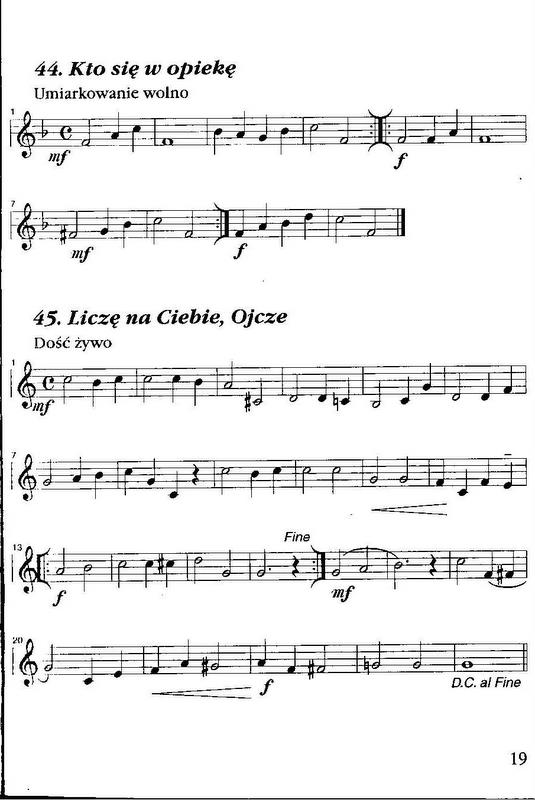 44. Kto się w opiekę
Umiarkowanie wolno
1
mf
f
7
mf
f
45. Liczę na Ciebie, Ojcze
Dość żywo
1
mf
7
13
Fine
f
mf
20
f
D.C. al Fine
19